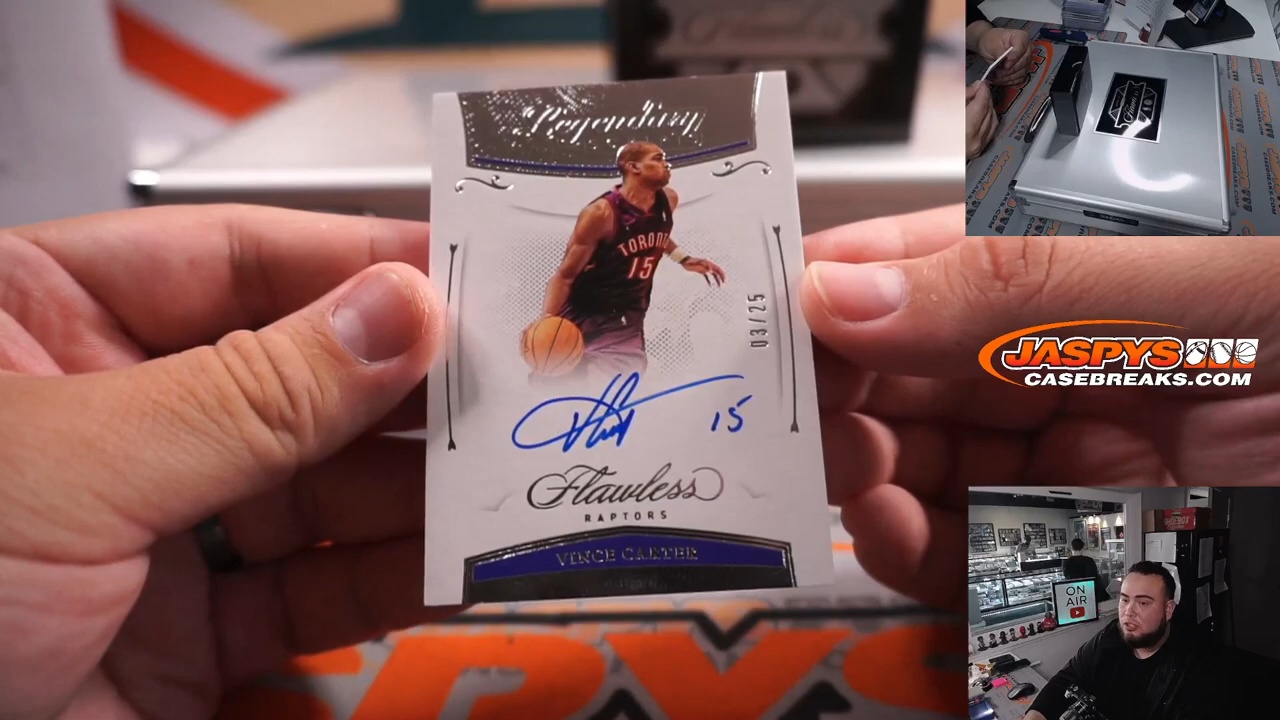 Legendary
TORONTO
15
03/25
15
Flawless
RAPTORS
VINCE CARTER
JASPYS
CASEBREAKS.COM
ON
AIR